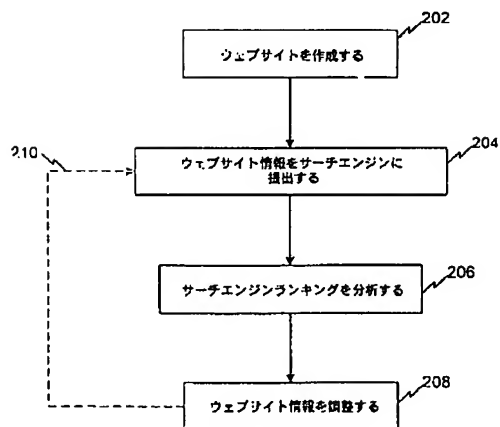 202
ウェブサイトを作成する
210
204
ウェブサイト情報をサーチエンジンに
提出する
206
サーチエンジンランキングを分析する
208
ウェブサイト情報を調整する